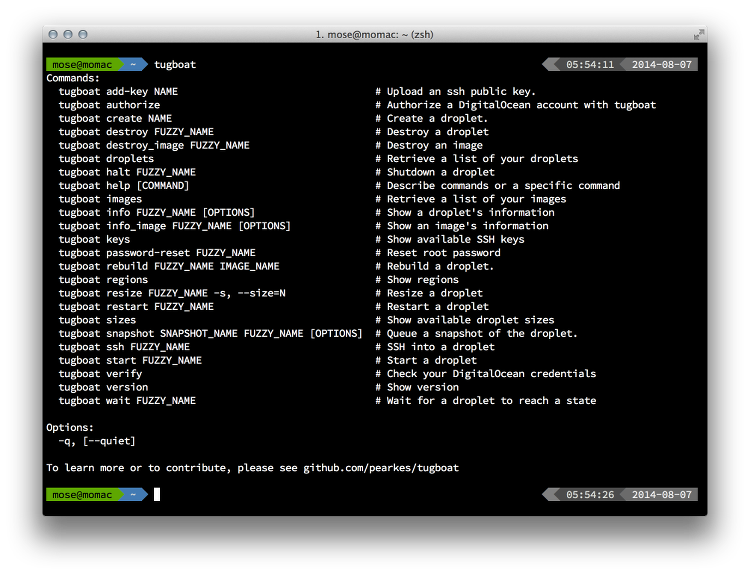 1. mose@momac: ~ (zsh)
mose@momac ~ tugboat 05:54:11 2014-08-07
Commands:
tugboat add-key NAME # Upload an ssh public key.
tugboat authorize # Authorize a DigitalOcean account with tugboat
tugboat create NAME # Create a droplet.
tugboat destroy FUZZY_NAME # Destroy a droplet
tugboat destroy_image FUZZY_NAME # Destroy an image
tugboat droplets # Retrieve a list of your droplets
tugboat halt FUZZY_NAME # Shutdown a droplet
tugboat help [COMMAND] # Describe commands or a specific command
tugboat images # Retrieve a list of your images
tugboat info FUZZY_NAME [OPTIONS] # Show a droplet's information
tugboat info_image FUZZY_NAME [OPTIONS] # Show an image's information
tugboat keys # Show available SSH keys
tugboat password-reset FUZZY_NAME # Reset root password
tugboat rebuild FUZZY_NAME IMAGE_NAME # Rebuild a droplet.
tugboat regions # Show regions
tugboat resize FUZZY_NAME -s, --size=N # Resize a droplet
tugboat restart FUZZY_NAME # Restart a droplet
tugboat sizes # Show available droplet sizes
tugboat snapshot SNAPSHOT_NAME FUZZY_NAME [OPTIONS] # Queue a snapshot of the droplet.
tugboat ssh FUZZY_NAME # SSH into a droplet
tugboat start FUZZY_NAME # Start a droplet
tugboat verify # Check your DigitalOcean credentials
tugboat version # Show version
tugboat wait FUZZY_NAME # Wait for a droplet to reach a state
Options:
-q, [--quiet]
To learn more or to contribute, please see github.com/pearkes/tugboat
mose@momac ~ 05:54:26 2014-08-07